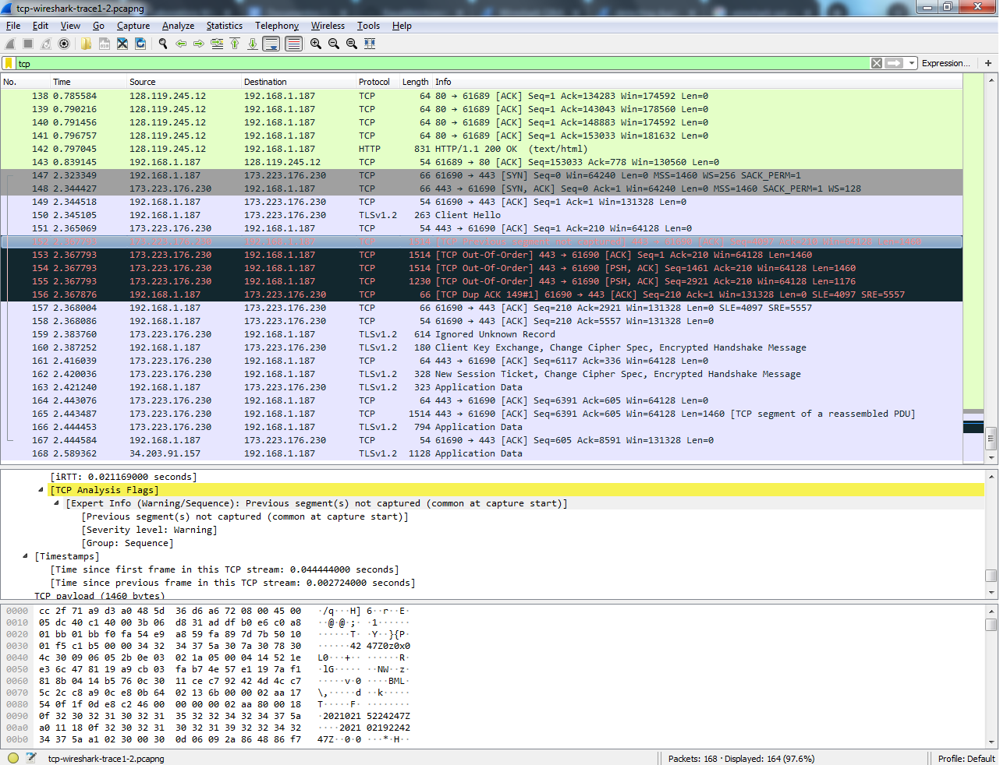 tcp-wireshark-trace1-2.pcapng
File Edit View Go Capture Analyze Statistics Telephony Wireless Tools Help
tcp Expression... +
No. Time Source Destination Protocol Length Info
138 0.785584 128.119.245.12 192.168.1.187 TCP 64 80 → 61689 [ACK] Seq=1 Ack=134283 Win=174592 Len=0
139 0.790216 128.119.245.12 192.168.1.187 TCP 64 80 → 61689 [ACK] Seq=1 Ack=143043 Win=178560 Len=0
140 0.791456 128.119.245.12 192.168.1.187 TCP 64 80 → 61689 [ACK] Seq=1 Ack=148883 Win=174592 Len=0
141 0.796757 128.119.245.12 192.168.1.187 TCP 64 80 → 61689 [ACK] Seq=1 Ack=153033 Win=181632 Len=0
142 0.797045 128.119.245.12 192.168.1.187 HTTP 831 HTTP/1.1 200 OK (text/html)
143 0.839145 192.168.1.187 128.119.245.12 TCP 54 61689 → 80 [ACK] Seq=153033 Ack=778 Win=130560 Len=0
147 2.323349 192.168.1.187 173.223.176.230 TCP 66 61690 → 443 [SYN] Seq=0 Win=64240 Len=0 MSS=1460 WS=256 SACK_PERM=1
148 2.344427 173.223.176.230 192.168.1.187 TCP 66 443 → 61690 [SYN, ACK] Seq=0 Ack=1 Win=64240 Len=0 MSS=1460 SACK_PERM=1 WS=128
149 2.344518 192.168.1.187 173.223.176.230 TCP 54 61690 → 443 [ACK] Seq=1 Ack=1 Win=131328 Len=0
150 2.345105 192.168.1.187 173.223.176.230 TLSv1.2 263 Client Hello
151 2.365069 173.223.176.230 192.168.1.187 TCP 54 443 → 61690 [ACK] Seq=1 Ack=210 Win=64128 Len=0
152 2.367793 173.223.176.230 192.168.1.187 TCP 1514 [TCP Previous segment not captured] 443 → 61690 [ACK] Seq=4097 Ack=210 Win=64128 Len=1460
153 2.367793 173.223.176.230 192.168.1.187 TCP 1514 [TCP Out-Of-Order] 443 → 61690 [ACK] Seq=1 Ack=210 Win=64128 Len=1460
154 2.367793 173.223.176.230 192.168.1.187 TCP 1514 [TCP Out-Of-Order] 443 → 61690 [PSH, ACK] Seq=1461 Ack=210 Win=64128 Len=1460
155 2.367793 173.223.176.230 192.168.1.187 TCP 1230 [TCP Out-Of-Order] 443 → 61690 [PSH, ACK] Seq=2921 Ack=210 Win=64128 Len=1176
156 2.367876 192.168.1.187 173.223.176.230 TCP 66 [TCP Dup ACK 149#1] 61690 → 443 [ACK] Seq=210 Ack=1 Win=131328 Len=0 SLE=4097 SRE=5557
157 2.368004 192.168.1.187 173.223.176.230 TCP 66 61690 → 443 [ACK] Seq=210 Ack=2921 Win=131328 Len=0 SLE=4097 SRE=5557
158 2.368086 192.168.1.187 173.223.176.230 TCP 54 61690 → 443 [ACK] Seq=210 Ack=5557 Win=131328 Len=0
159 2.383760 173.223.176.230 192.168.1.187 TLSv1.2 614 Ignored Unknown Record
160 2.387252 192.168.1.187 173.223.176.230 TLSv1.2 180 Client Key Exchange, Change Cipher Spec, Encrypted Handshake Message
161 2.416039 173.223.176.230 192.168.1.187 TCP 64 443 → 61690 [ACK] Seq=6117 Ack=336 Win=64128 Len=0
162 2.420036 173.223.176.230 192.168.1.187 TLSv1.2 328 New Session Ticket, Change Cipher Spec, Encrypted Handshake Message
163 2.421240 192.168.1.187 173.223.176.230 TLSv1.2 323 Application Data
164 2.443076 173.223.176.230 192.168.1.187 TCP 64 443 → 61690 [ACK] Seq=6391 Ack=605 Win=64128 Len=0
165 2.443487 173.223.176.230 192.168.1.187 TCP 1514 443 → 61690 [ACK] Seq=6391 Ack=605 Win=64128 Len=1460 [TCP segment of a reassembled PDU]
166 2.444453 173.223.176.230 192.168.1.187 TLSv1.2 794 Application Data
167 2.444584 192.168.1.187 173.223.176.230 TCP 54 61690 → 443 [ACK] Seq=605 Ack=8591 Win=131328 Len=0
168 2.589362 34.203.91.157 192.168.1.187 TLSv1.2 1128 Application Data
[iRTT: 0.021169000 seconds]
[TCP Analysis Flags]
[Expert Info (Warning/Sequence): Previous segment(s) not captured (common at capture start)]
[Previous segment(s) not captured (common at capture start)]
[Severity level: Warning]
[Group: Sequence]
[Timestamps]
[Time since first frame in this TCP stream: 0.044444000 seconds]
[Time since previous frame in this TCP stream: 0.002724000 seconds]
TCP payload (1460 bytes)
0000 cc 2f 71 a9 d3 a0 48 5d 36 d6 a6 72 08 00 45 00 ·/q···H] 6··r··E·
0010 05 dc 40 c1 40 00 3b 06 d8 31 ad df b0 e6 c0 a8 ··@·@·;· ·1······
0020 01 bb 01 bb f0 fa 54 e9 a8 59 fa 89 7d 7b 50 10 ······T· ·Y··}{P·
0030 01 f5 c1 b5 00 00 34 32 34 37 5a 30 7a 30 78 30 ······42 47Z0z0x0
0040 4c 30 09 06 05 2b 0e 03 02 1a 05 00 04 14 52 1e L0···+·· ······R·
0050 e3 6c 47 81 19 a9 cb 03 fa b7 4e 57 e1 19 7a f1 ·lG····· ··NW··z·
0060 81 8b 04 14 b5 76 0c 30 11 ce c7 92 42 4d 4c c7 ·····v·0 ····BML·
0070 5c 2c c8 a9 0c e8 0b 64 02 13 6b 00 00 02 aa 17 \,·····d ··k·····
0080 54 0f 1f 0d e8 c2 46 00 00 00 00 02 aa 80 00 18 T·····F· ········
0090 0f 32 30 32 31 30 32 31 35 32 32 34 32 34 37 5a ·2021021 5224247Z
00a0 a0 11 18 0f 32 30 32 31 30 32 31 39 32 32 34 32 ····2021 02192242
00b0 34 37 5a a1 02 30 00 30 0d 06 09 2a 86 48 86 f7 47Z··0·0 ···*·H··
tcp-wireshark-trace1-2.pcapng Packets: 168 · Displayed: 164 (97.6%) Profile: Default